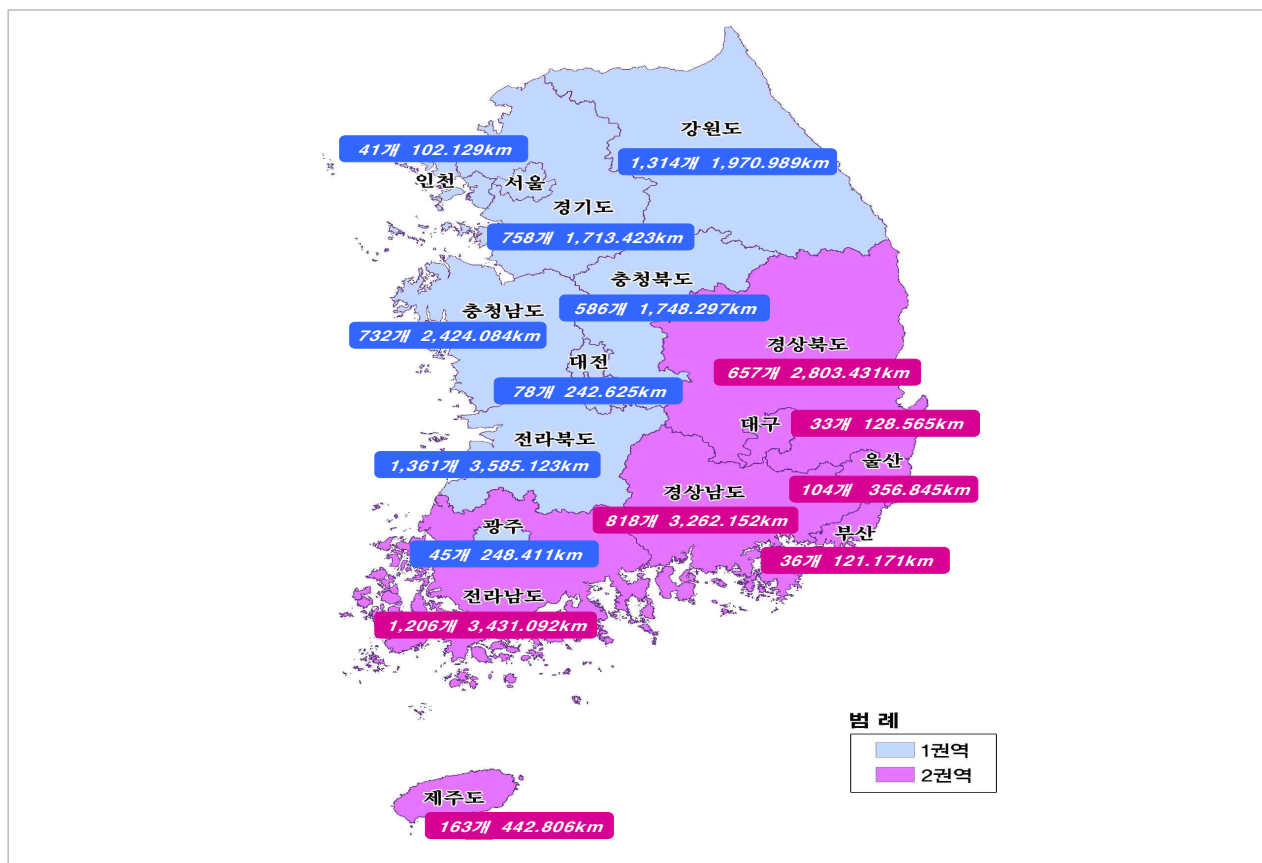 강원도
41개 102.129km
1,314개 1,970.989km
인천
서울
경기도
758개 1,713.423km
충청북도
586개 1,748.297km
충청남도
732개 2,424.084km
경상북도
657개 2,803.431km
대전
78개 242.625km
대구
33개 128.565km
전라북도
1,361개 3,585.123km
울산
104개 356.845km
경상남도
818개 3,262.152km
광주
45개 248.411km
부산
36개 121.171km
전라남도
1,206개 3,431.092km
범 례
1권역
2권역
제주도
163개 442.806km